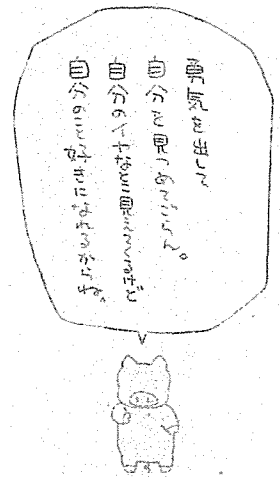 勇気を出して
自分を見つめてごらん。
自分のイヤなとこ見えてくるけど
自分のこと好きになれるからね。